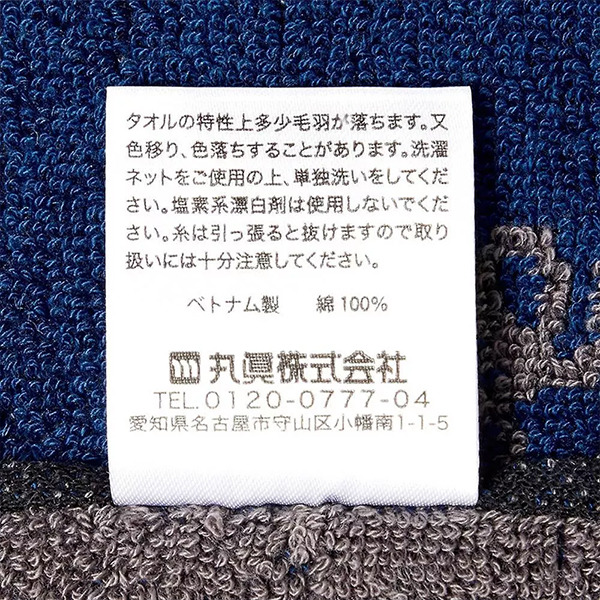 タオルの特性上多少毛羽が落ちます。又
色移り、色落ちすることがあります。洗濯
ネットをご使用の上、単独洗いをしてくだ
さい。塩素系漂白剤は使用しないでくだ
さい。糸は引っ張ると抜けますので取り
扱いには十分注意してください。
ベトナム製 綿100%
丸眞株式会社
TEL.0120-0777-04
愛知県名古屋市守山区小幡南1-1-5